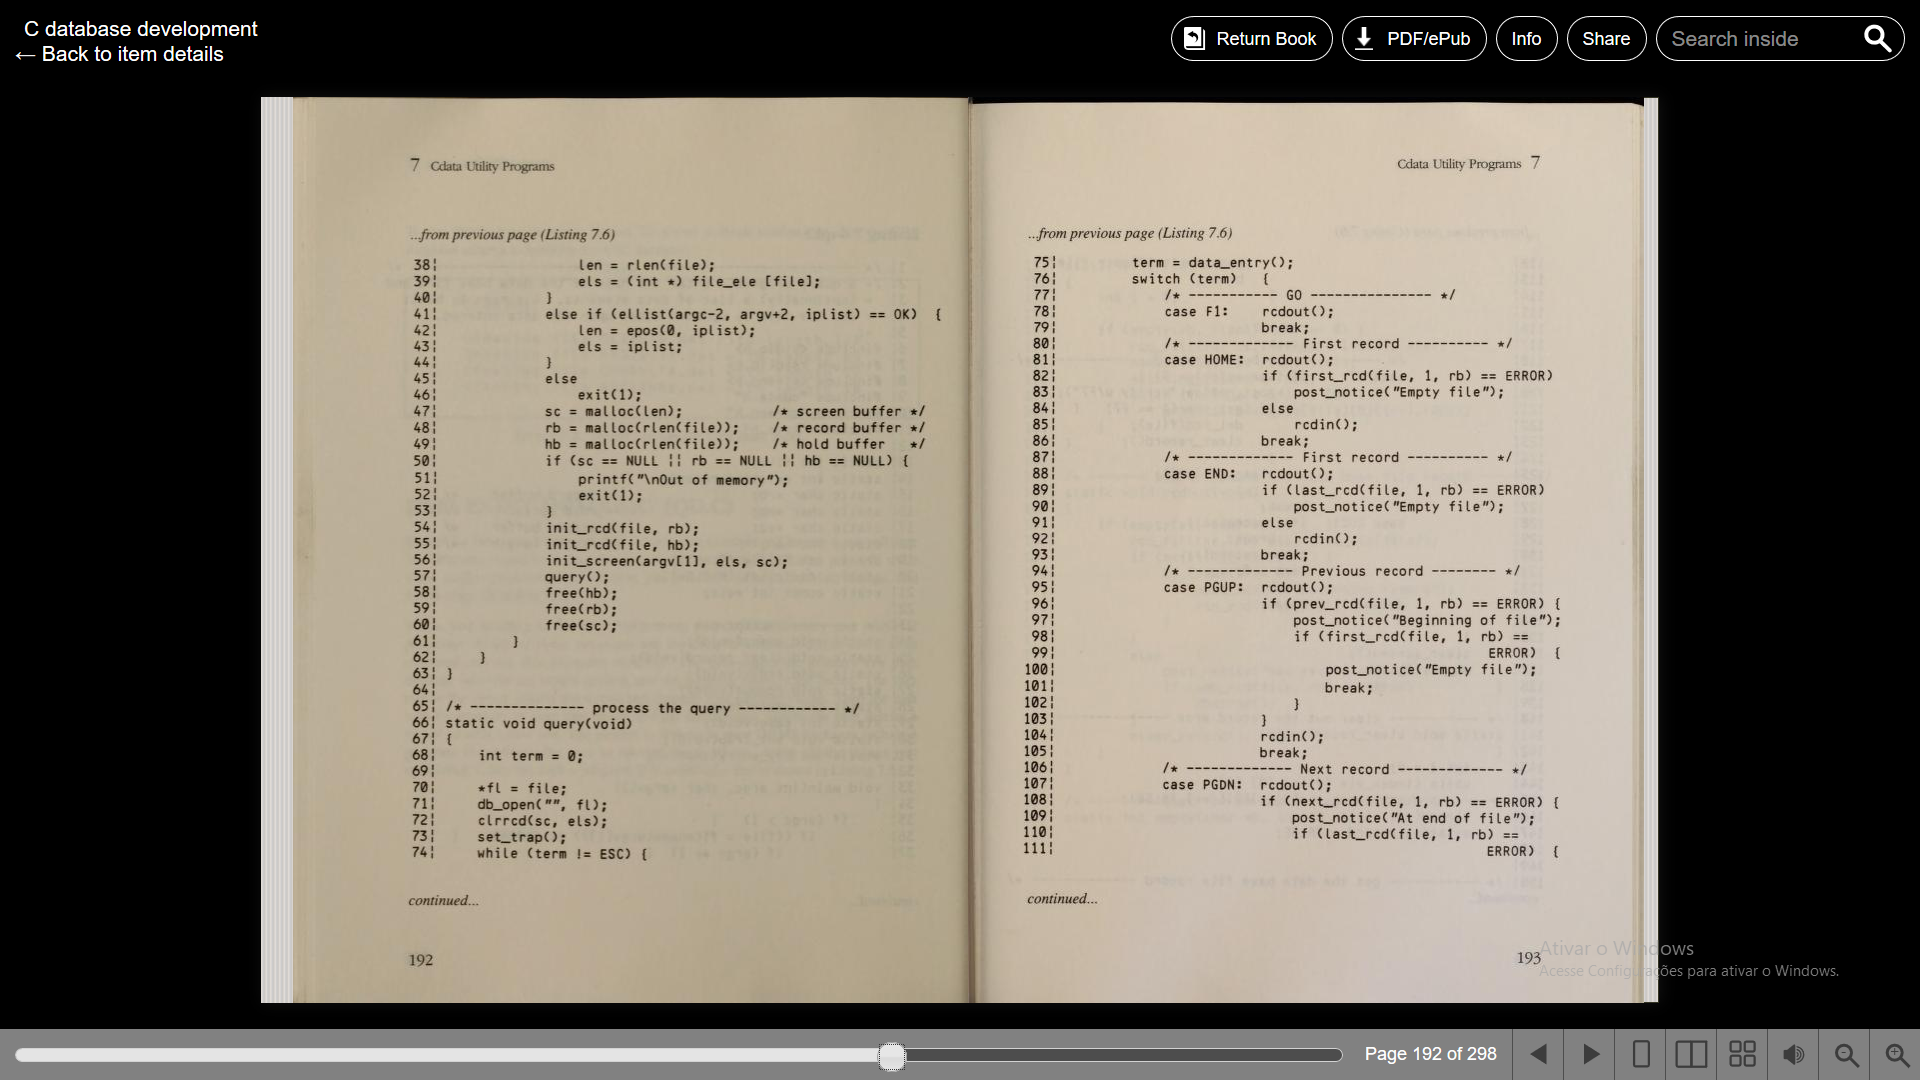 C database development
← Back to item details
Return Book
PDF/ePub
Info
Share
Search inside
7 Cdata Utility Programs
...from previous page (Listing 7.6)
38¦ len = rlen(file);
39¦ els = (int *) file_ele [file];
40¦ }
41¦ else if (ellist(argc-2, argv+2, iplist) == OK) {
42¦ len = epos(0, iplist);
43¦ els = iplist;
44¦ }
45¦ else
46¦ exit(1);
47¦ sc = malloc(len); /* screen buffer */
48¦ rb = malloc(rlen(file)); /* record buffer */
49¦ hb = malloc(rlen(file)); /* hold buffer */
50¦ if (sc == NULL ¦¦ rb == NULL ¦¦ hb == NULL) {
51¦ printf("\nOut of memory");
52¦ exit(1);
53¦ }
54¦ init_rcd(file, rb);
55¦ init_rcd(file, hb);
56¦ init_screen(argv[1], els, sc);
57¦ query();
58¦ free(hb);
59¦ free(rb);
60¦ free(sc);
61¦ }
62¦ }
63¦ }
64¦
65¦ /* -------------- process the query ------------ */
66¦ static void query(void)
67¦ {
68¦ int term = 0;
69¦
70¦ *fl = file;
71¦ db_open("", fl);
72¦ clrrcd(sc, els);
73¦ set_trap();
74¦ while (term != ESC) {
continued...
192
Cdata Utility Programs 7
...from previous page (Listing 7.6)
75¦ term = data_entry();
76¦ switch (term) {
77¦ /* ----------- GO --------------- */
78¦ case F1: rcdout();
79¦ break;
80¦ /* ------------- First record ---------- */
81¦ case HOME: rcdout();
82¦ if (first_rcd(file, 1, rb) == ERROR)
83¦ post_notice("Empty file");
84¦ else
85¦ rcdin();
86¦ break;
87¦ /* ------------- First record ---------- */
88¦ case END: rcdout();
89¦ if (last_rcd(file, 1, rb) == ERROR)
90¦ post_notice("Empty file");
91¦ else
92¦ rcdin();
93¦ break;
94¦ /* ------------- Previous record -------- */
95¦ case PGUP: rcdout();
96¦ if (prev_rcd(file, 1, rb) == ERROR) {
97¦ post_notice("Beginning of file");
98¦ if (first_rcd(file, 1, rb) ==
99¦ ERROR) {
100¦ post_notice("Empty file");
101¦ break;
102¦ }
103¦ }
104¦ rcdin();
105¦ break;
106¦ /* ------------- Next record ------------- */
107¦ case PGDN: rcdout();
108¦ if (next_rcd(file, 1, rb) == ERROR) {
109¦ post_notice("At end of file");
110¦ if (last_rcd(file, 1, rb) ==
111¦ ERROR) {
continued...
193
Ativar o Windows
Acesse Configurações para ativar o Windows.
Page 192 of 298